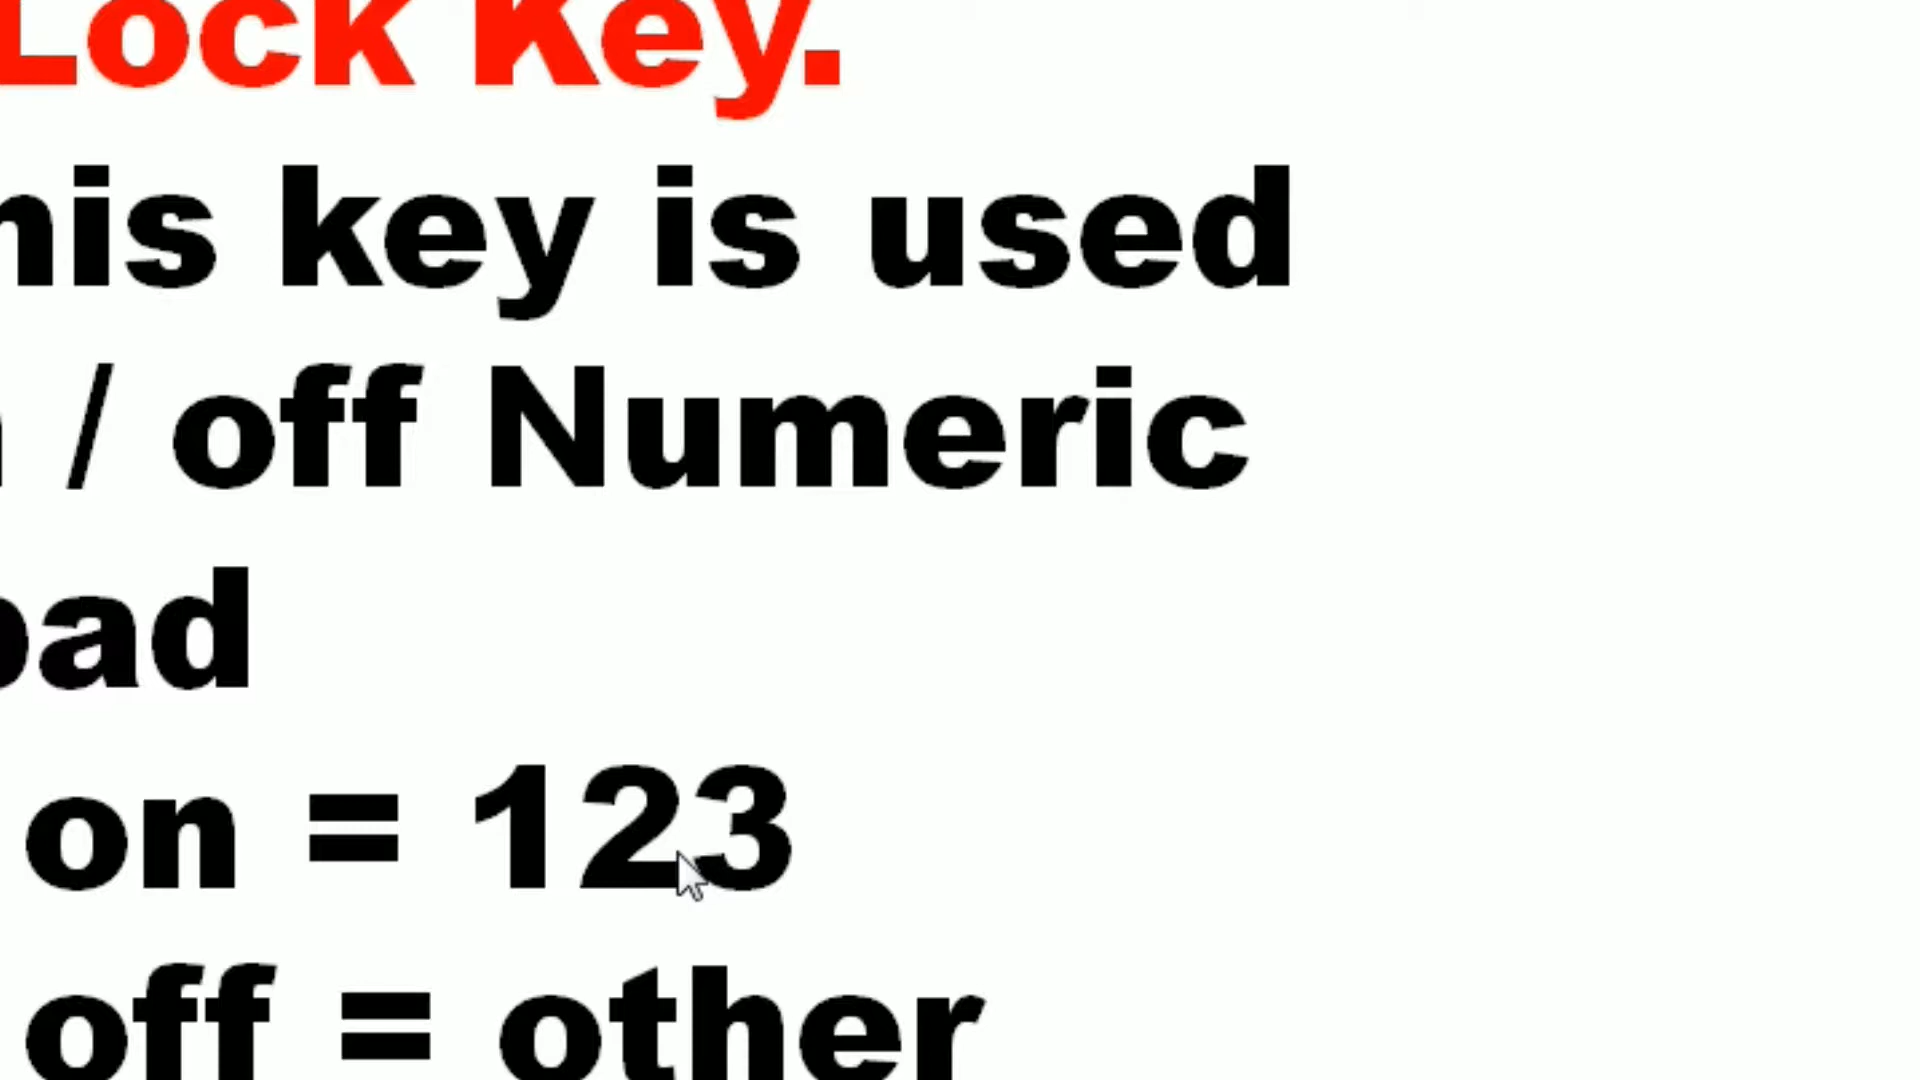 Lock Key.
his key is used
/ off Numeric
pad
on = 123
off = other